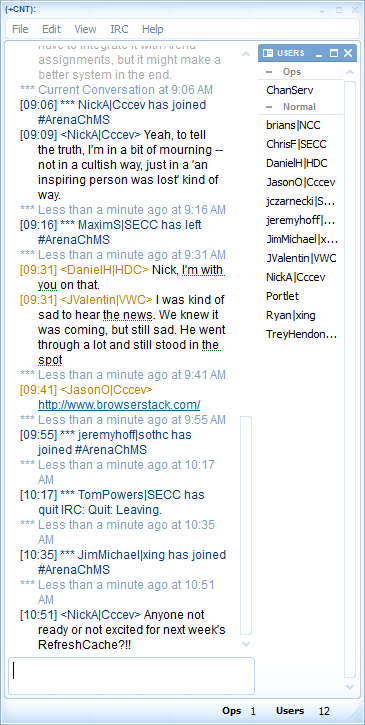 (+CNT):
File Edit View IRC Help
have to integrate it with Arena
assignments, but it might make a
better system in the end.
*** Current Conversation at 9:06 AM
[09:06] *** NickA|Cccev has joined
#ArenaChMS
[09:09] <NickA|Cccev> Yeah, to tell
the truth, I'm in a bit of mourning --
not in a cultish way, just in a 'an
inspiring person was lost' kind of
way.
*** Less than a minute ago at 9:16 AM
[09:16] *** MaximS|SECC has left
#ArenaChMS
*** Less than a minute ago at 9:31 AM
[09:31] <DanielH|HDC> Nick, I'm with
you on that.
[09:31] <JValentin|VWC> I was kind of
sad to hear the news. We knew it
was coming, but still sad. He went
through a lot and still stood in the
spot
*** Less than a minute ago at 9:41 AM
[09:41] <JasonO|Cccev>
http://www.browserstack.com/
*** Less than a minute ago at 9:55 AM
[09:55] *** jeremyhoff|sothc has
joined #ArenaChMS
*** Less than a minute ago at 10:17
AM
[10:17] *** TomPowers|SECC has
quit IRC: Quit: Leaving.
*** Less than a minute ago at 10:35
AM
[10:35] *** JimMichael|xing has joined
#ArenaChMS
*** Less than a minute ago at 10:51
AM
[10:51] <NickA|Cccev> Anyone not
ready or not excited for next week's
RefreshCache?!!
USERS
Ops
ChanServ
Normal
brians|NCC
ChrisF|SECC
DanielH|HDC
JasonO|Cccev
jczarnecki|S...
jeremyhoff|...
JimMichael|x...
JValentin|VWC
NickA|Cccev
Portlet
Ryan|xing
TreyHendon...
Ops 1 Users 12